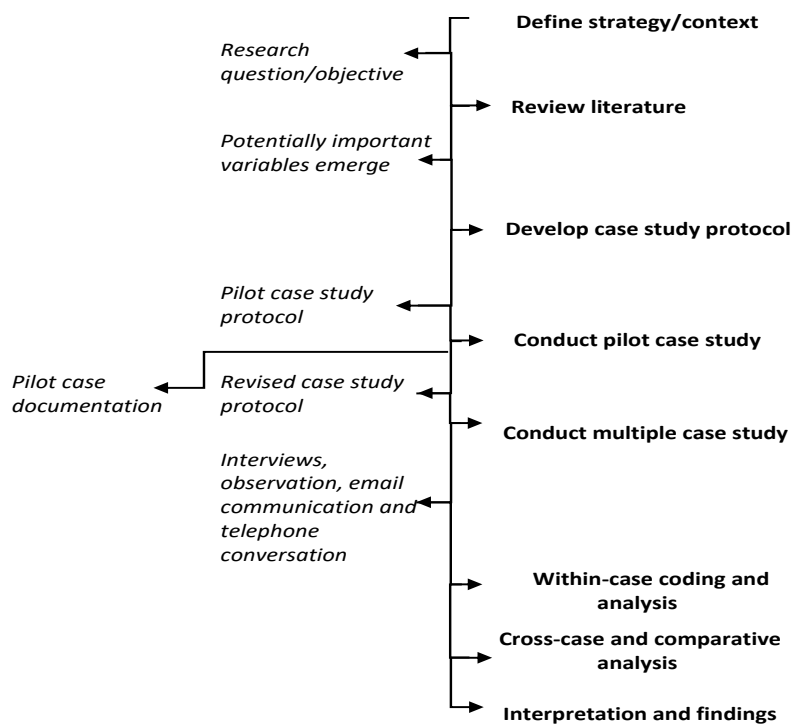 Define strategy/context
Research
question/objective
Review literature
Potentially important
variables emerge
Develop case study protocol
Pilot case study
protocol
Conduct pilot case study
Pilot case
documentation
Revised case study
protocol
Conduct multiple case study
Interviews,
observation, email
communication and
telephone
conversation
Within-case coding and
analysis
Cross-case and comparative
analysis
Interpretation and findings